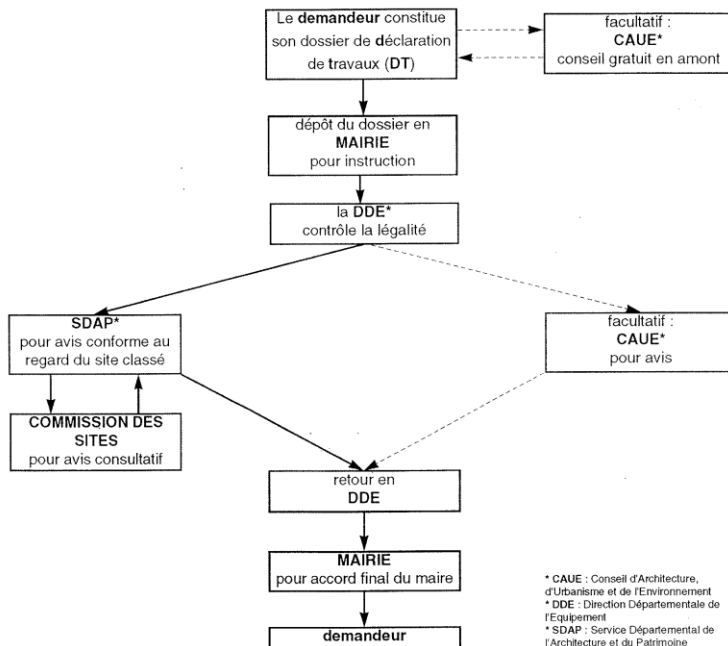 Le demandeur constitue
son dossier de déclaration
de travaux (DT)
facultatif :
CAUE*
conseil gratuit en amont
dépôt du dossier en
MAIRIE
pour instruction
la DDE*
contrôle la légalité
SDAP*
pour avis conforme au
regard du site classé
facultatif :
CAUE*
pour avis
COMMISSION DES
SITES
pour avis consultatif
retour en
DDE
MAIRIE
pour accord final du maire
demandeur
* CAUE : Conseil d'Architecture,
d'Urbanisme et de l'Environnement
* DDE : Direction Départementale de
l'Equipement
* SDAP : Service Départemental de
l'Architecture et du Patrimoine